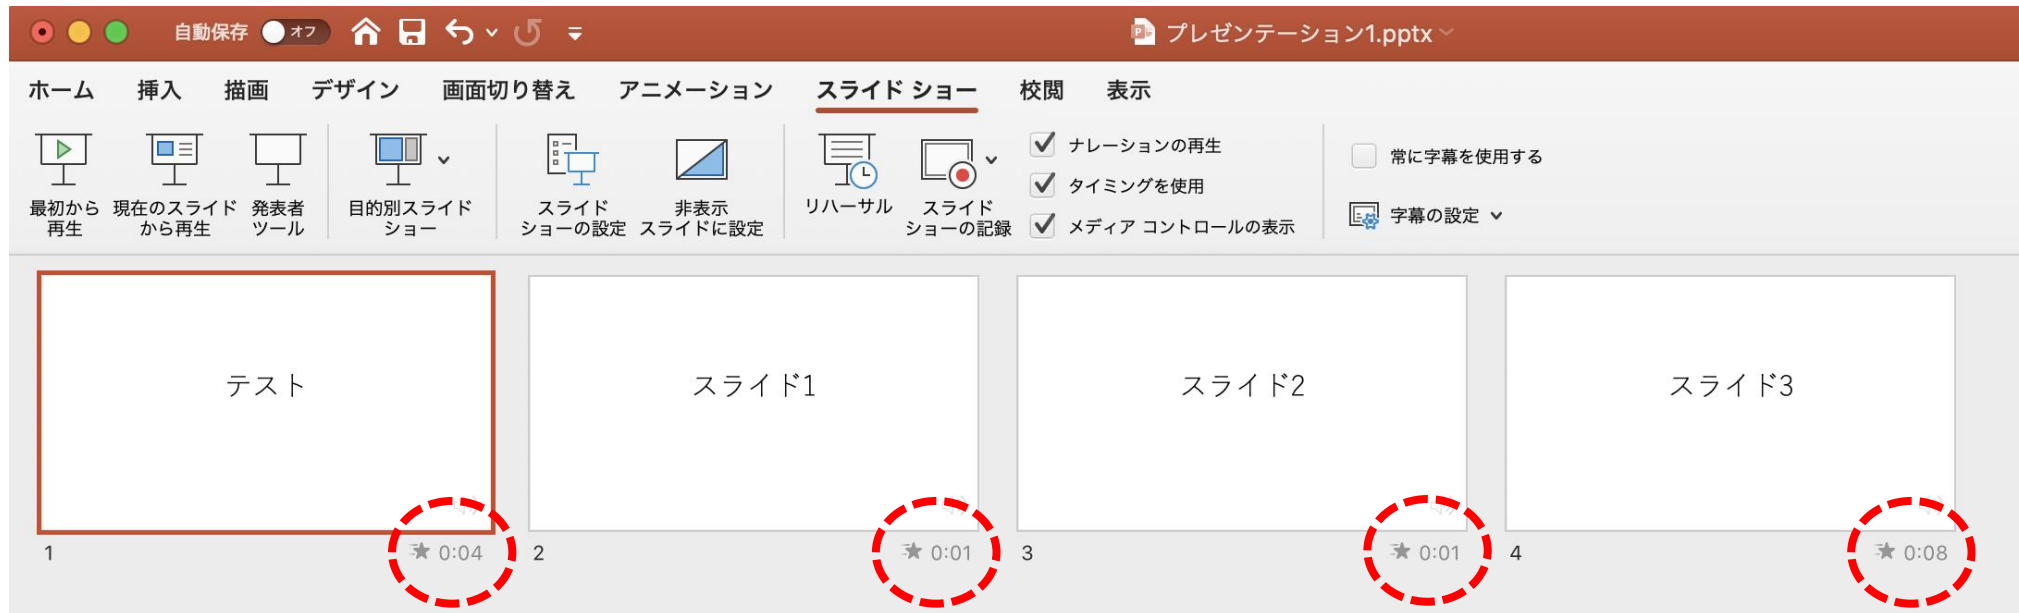 自動保存 オフ プレゼンテーション1.pptx
ホーム 挿入 描画 デザイン 画面切り替え アニメーション スライド ショー 校閲 表示
最初から
再生
現在のスライド
から再生
発表者
ツール
目的別スライド
ショー
スライド
ショーの設定
非表示
スライドに設定
リハーサル
スライド
ショーの記録
ナレーションの再生
タイミングを使用
メディア コントロールの表示
常に字幕を使用する
字幕の設定
テスト
スライド1
スライド2
スライド3
1 0:04
2 0:01
3 0:01
4 0:08